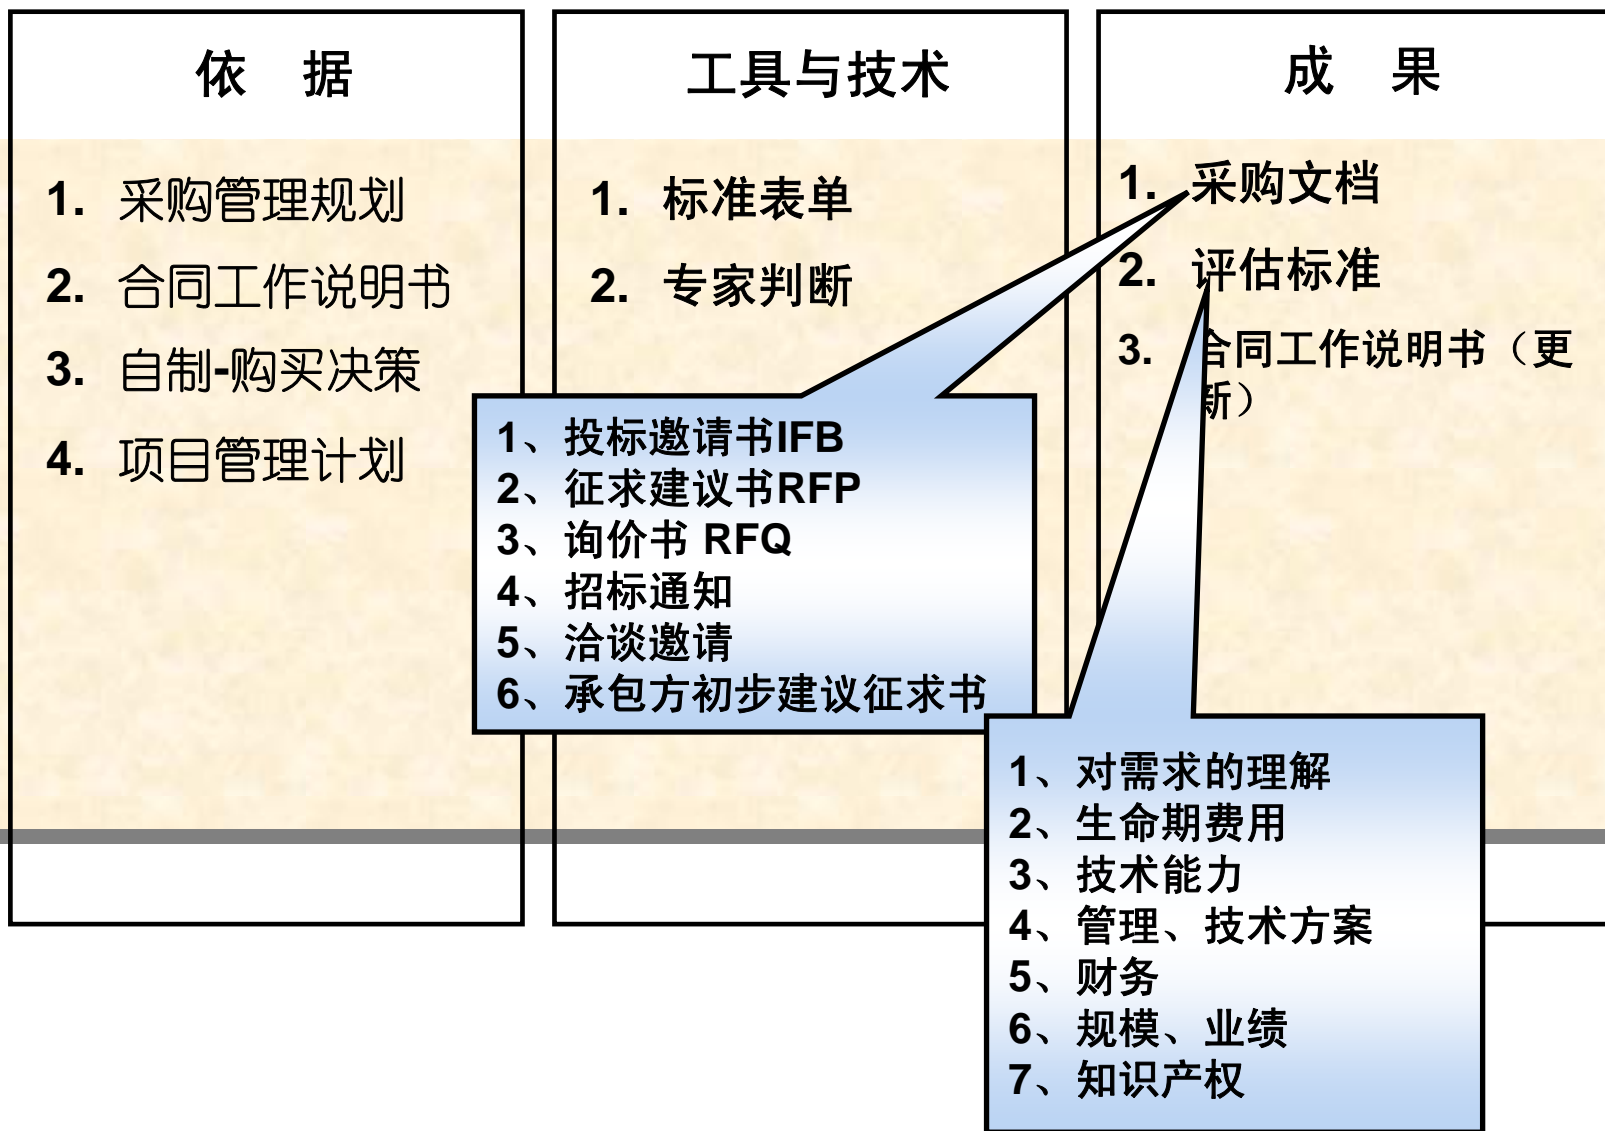 依 据
1. 采购管理规划
2. 合同工作说明书
3. 自制-购买决策
4. 项目管理计划
工具与技术
1. 标准表单
2. 专家判断
成 果
1. 采购文档
2. 评估标准
3. 合同工作说明书（更
新）
1、投标邀请书IFB
2、征求建议书RFP
3、询价书 RFQ
4、招标通知
5、洽谈邀请
6、承包方初步建议征求书
1、对需求的理解
2、生命期费用
3、技术能力
4、管理、技术方案
5、财务
6、规模、业绩
7、知识产权